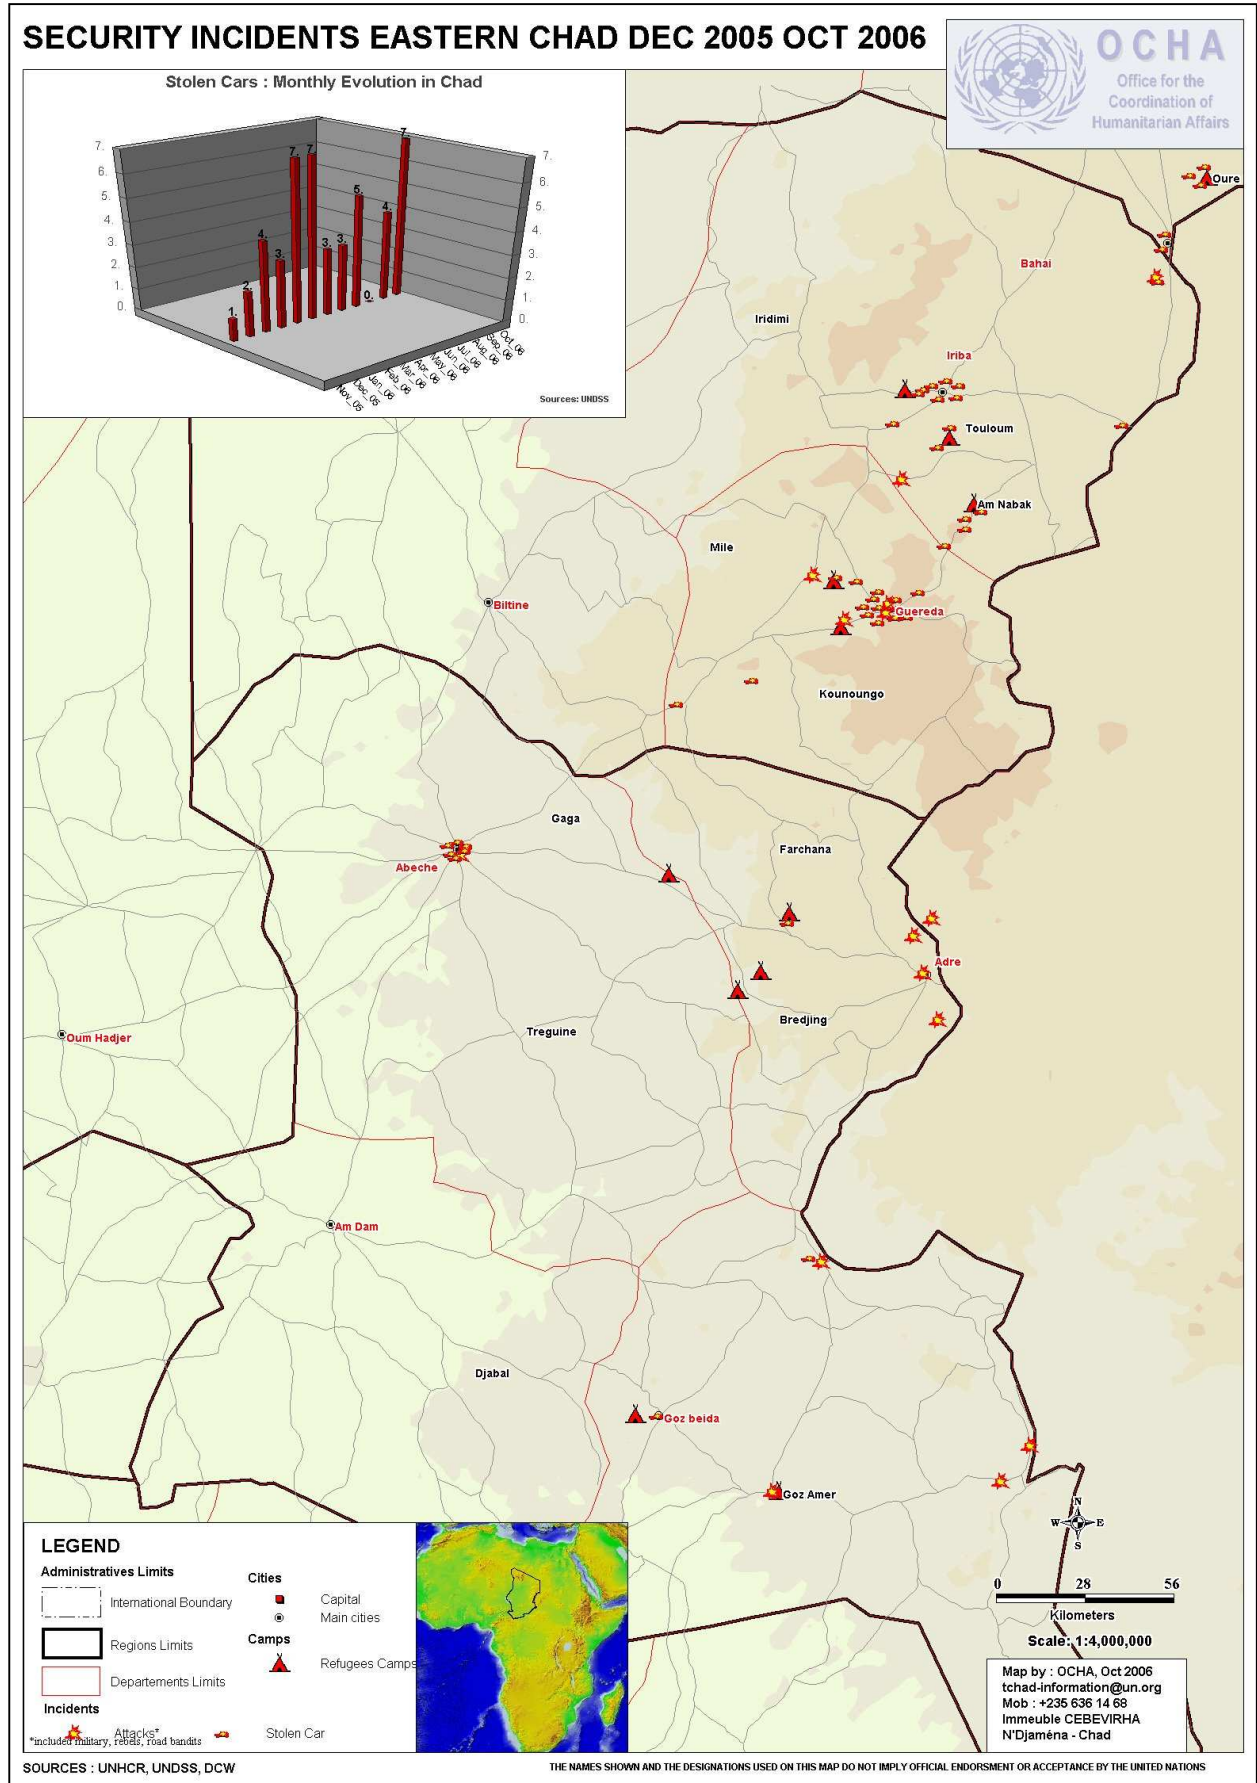 SECURITY INCIDENTS EASTERN CHAD DEC 2005 OCT 2006
OCHA
Office for the
Coordination of
Humanitarian Affairs
Stolen Cars : Monthly Evolution in Chad
7.
6.
5.
4.
3.
2.
1.
0.
1.
2.
4.
3.
7.
7.
3.
3.
5.
0.
4.
7.
7.
6.
5.
4.
3.
2.
1.
0.
Nov_05
Dec_05
Jan_06
Feb_06
Mar_06
Apr_06
May_06
Jun_06
Jul_06
Aug_06
Sep_06
Oct_06
Sources: UNDSS
Oure
Bahai
Iridimi
Iriba
Touloum
Am Nabak
Mile
Biltine
Guereda
Kounoungo
Gaga
Farchana
Abeche
Adre
Bredjing
Treguine
Oum Hadjer
Am Dam
Djabal
Goz beida
Goz Amer
LEGEND
Administratives Limits
International Boundary
Regions Limits
Departements Limits
Incidents
Attacks*
Stolen Car
*included military, rebels, road bandits
Cities
Capital
Main cities
Camps
Refugees Camps
N
W E
S
0 28 56
Kilometers
Scale: 1:4,000,000
Map by : OCHA, Oct 2006
tchad-information@un.org
Mob : +235 636 14 68
Immeuble CEBEVIRHA
N'Djaména - Chad
SOURCES : UNHCR, UNDSS, DCW
THE NAMES SHOWN AND THE DESIGNATIONS USED ON THIS MAP DO NOT IMPLY OFFICIAL ENDORSMENT OR ACCEPTANCE BY THE UNITED NATIONS